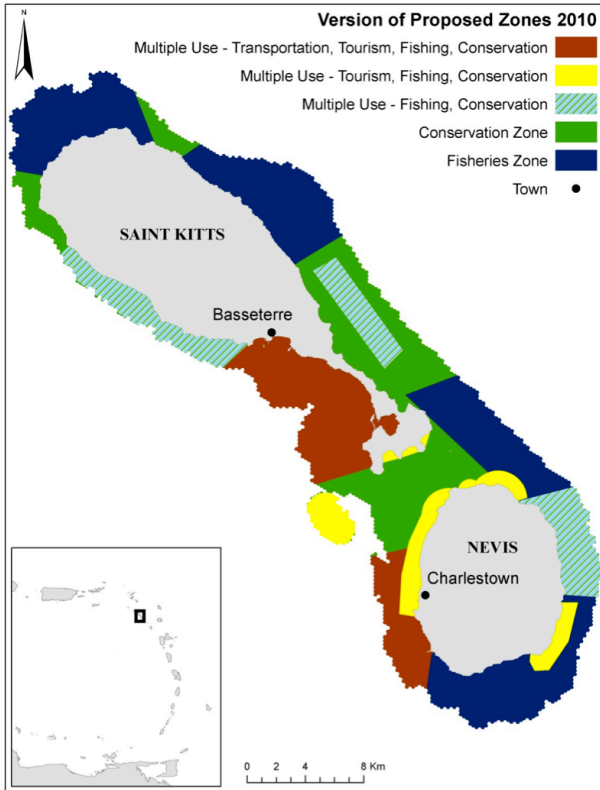 Version of Proposed Zones 2010
N
Multiple Use - Transportation, Tourism, Fishing, Conservation
Multiple Use - Tourism, Fishing, Conservation
Multiple Use - Fishing, Conservation
Conservation Zone
Fisheries Zone
Town
SAINT KITTS
Basseterre
NEVIS
Charlestown
0 2 4 8 Km